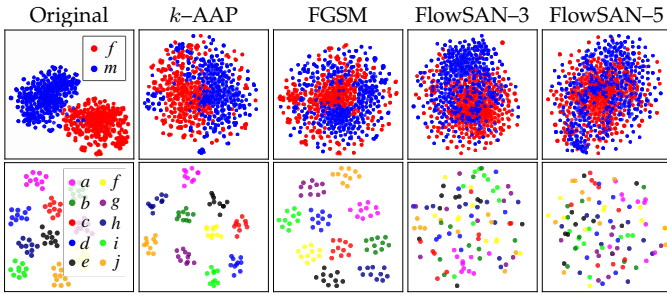 Original k–AAP FGSM FlowSAN–3 FlowSAN–5
f
m
a f
b g
c h
d i
e j